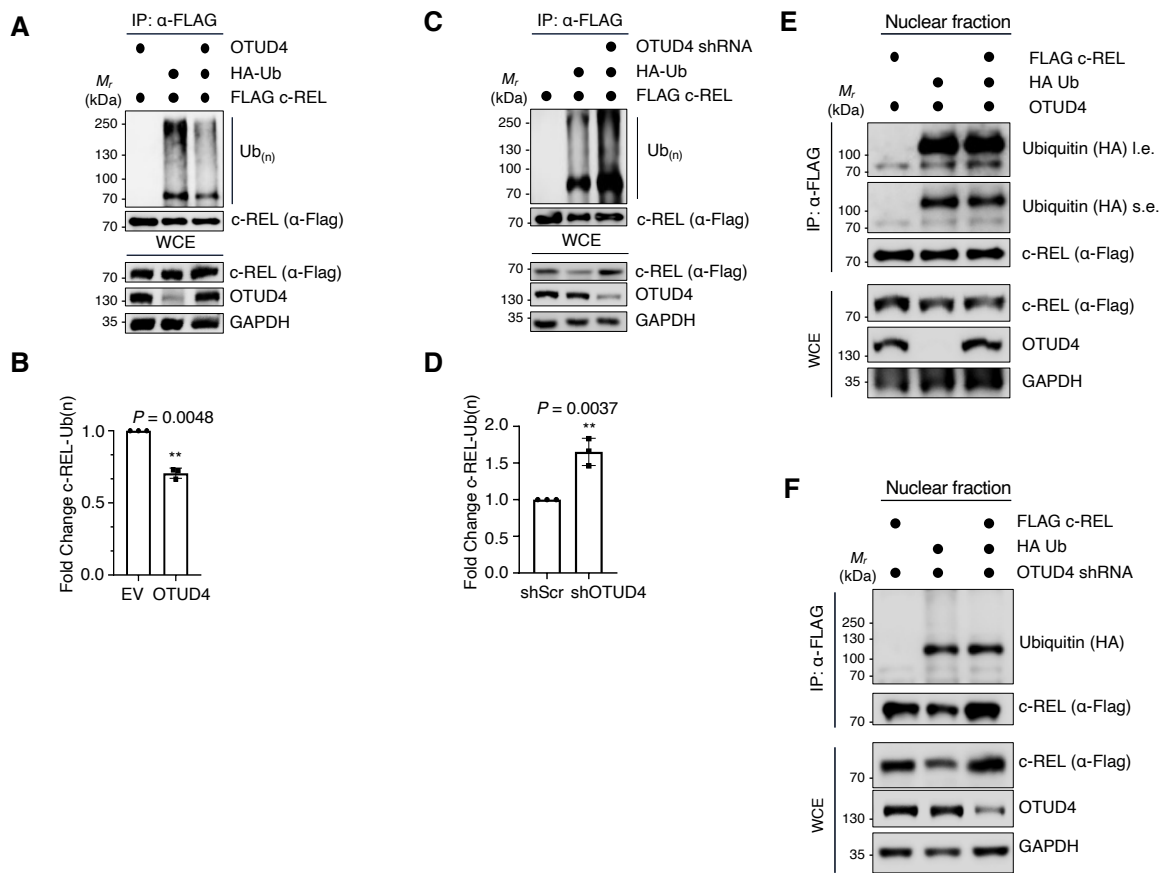 A
IP: α-FLAG
OTUD4
HA-Ub
FLAG c-REL
Mr
(kDa)
250
130
100
70
Ub(n)
70
c-REL (α-Flag)
WCE
70
c-REL (α-Flag)
130
OTUD4
35
GAPDH
B
P = 0.0048
**
Fold Change c-REL-Ub(n)
1.0
0.5
0.0
EV OTUD4
C
IP: α-FLAG
OTUD4 shRNA
HA-Ub
FLAG c-REL
Mr
(kDa)
250
130
100
70
Ub(n)
70
c-REL (α-Flag)
WCE
70
c-REL (α-Flag)
130
OTUD4
35
GAPDH
D
P = 0.0037
**
Fold Change c-REL-Ub(n)
2.0
1.5
1.0
0.5
0.0
shScr shOTUD4
E
Nuclear fraction
FLAG c-REL
HA Ub
OTUD4
Mr
(kDa)
IP: α-FLAG
100
70
Ubiquitin (HA) l.e.
100
70
Ubiquitin (HA) s.e.
70
c-REL (α-Flag)
WCE
70
c-REL (α-Flag)
130
OTUD4
35
GAPDH
F
Nuclear fraction
FLAG c-REL
HA Ub
OTUD4 shRNA
Mr
(kDa)
IP: α-FLAG
250
130
100
70
Ubiquitin (HA)
70
c-REL (α-Flag)
WCE
70
c-REL (α-Flag)
130
OTUD4
35
GAPDH